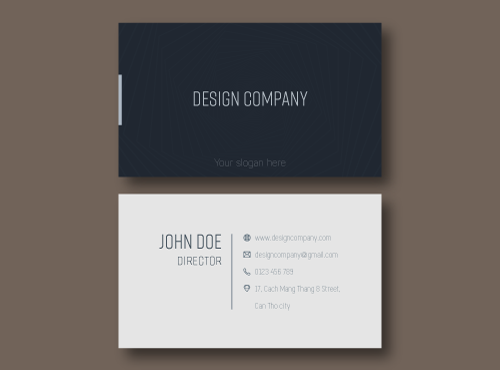 DESIGN COMPANY
Your slogan here
JOHN DOE
DIRECTOR
www.designcompany.com
designcompany@gmail.com
0123 456 789
17, Cach Mang Thang 8 Street,
Can Tho city